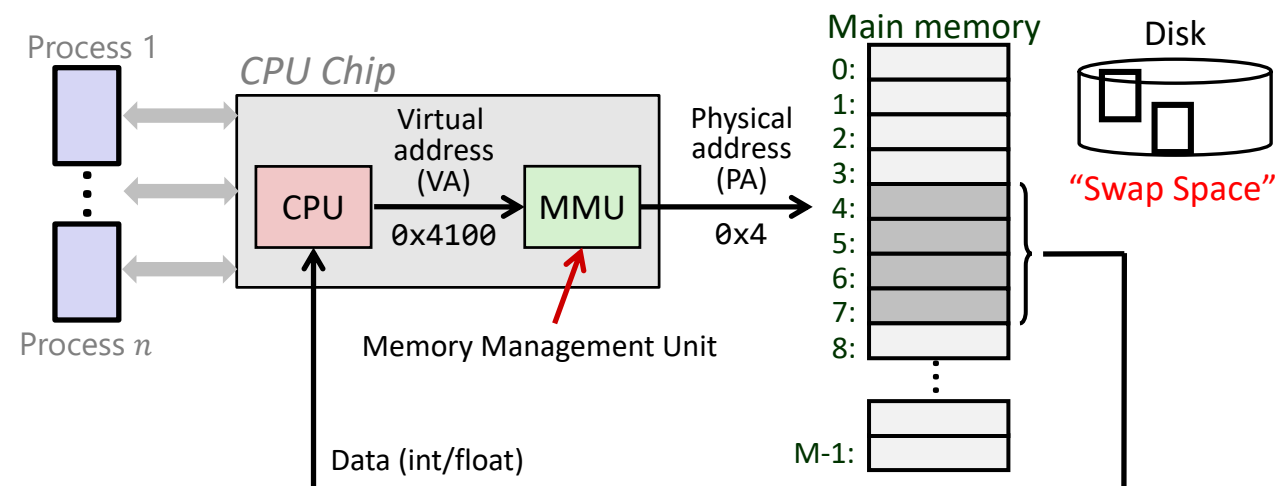 Process 1
Process n
CPU Chip
CPU
Virtual
address
(VA)
0x4100
MMU
Memory Management Unit
Data (int/float)
Physical
address
(PA)
0x4
Main memory
0:
1:
2:
3:
4:
5:
6:
7:
8:
M-1:
Disk
“Swap Space”